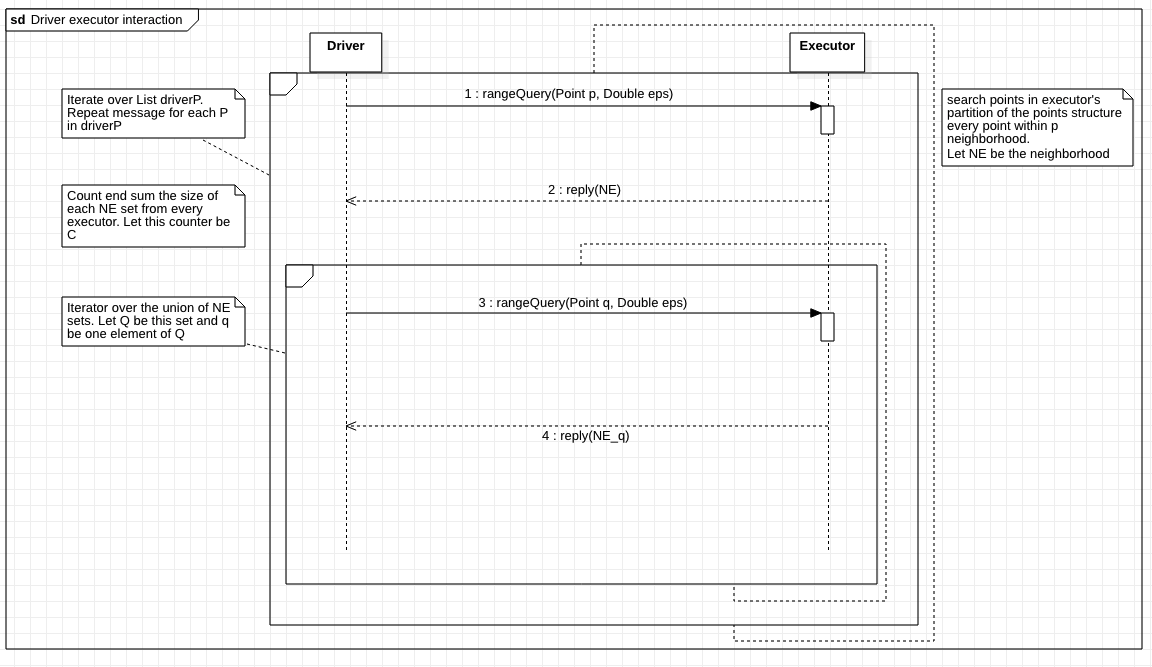 sd Driver executor interaction
Driver
Executor
Iterate over List driverP.
Repeat message for each P
in driverP
1 : rangeQuery(Point p, Double eps)
search points in executor's
partition of the points structure
every point within p
neighborhood.
Let NE be the neighborhood
Count end sum the size of
each NE set from every
executor. Let this counter be
C
2 : reply(NE)
Iterator over the union of NE
sets. Let Q be this set and q
be one element of Q
3 : rangeQuery(Point q, Double eps)
4 : reply(NE_q)